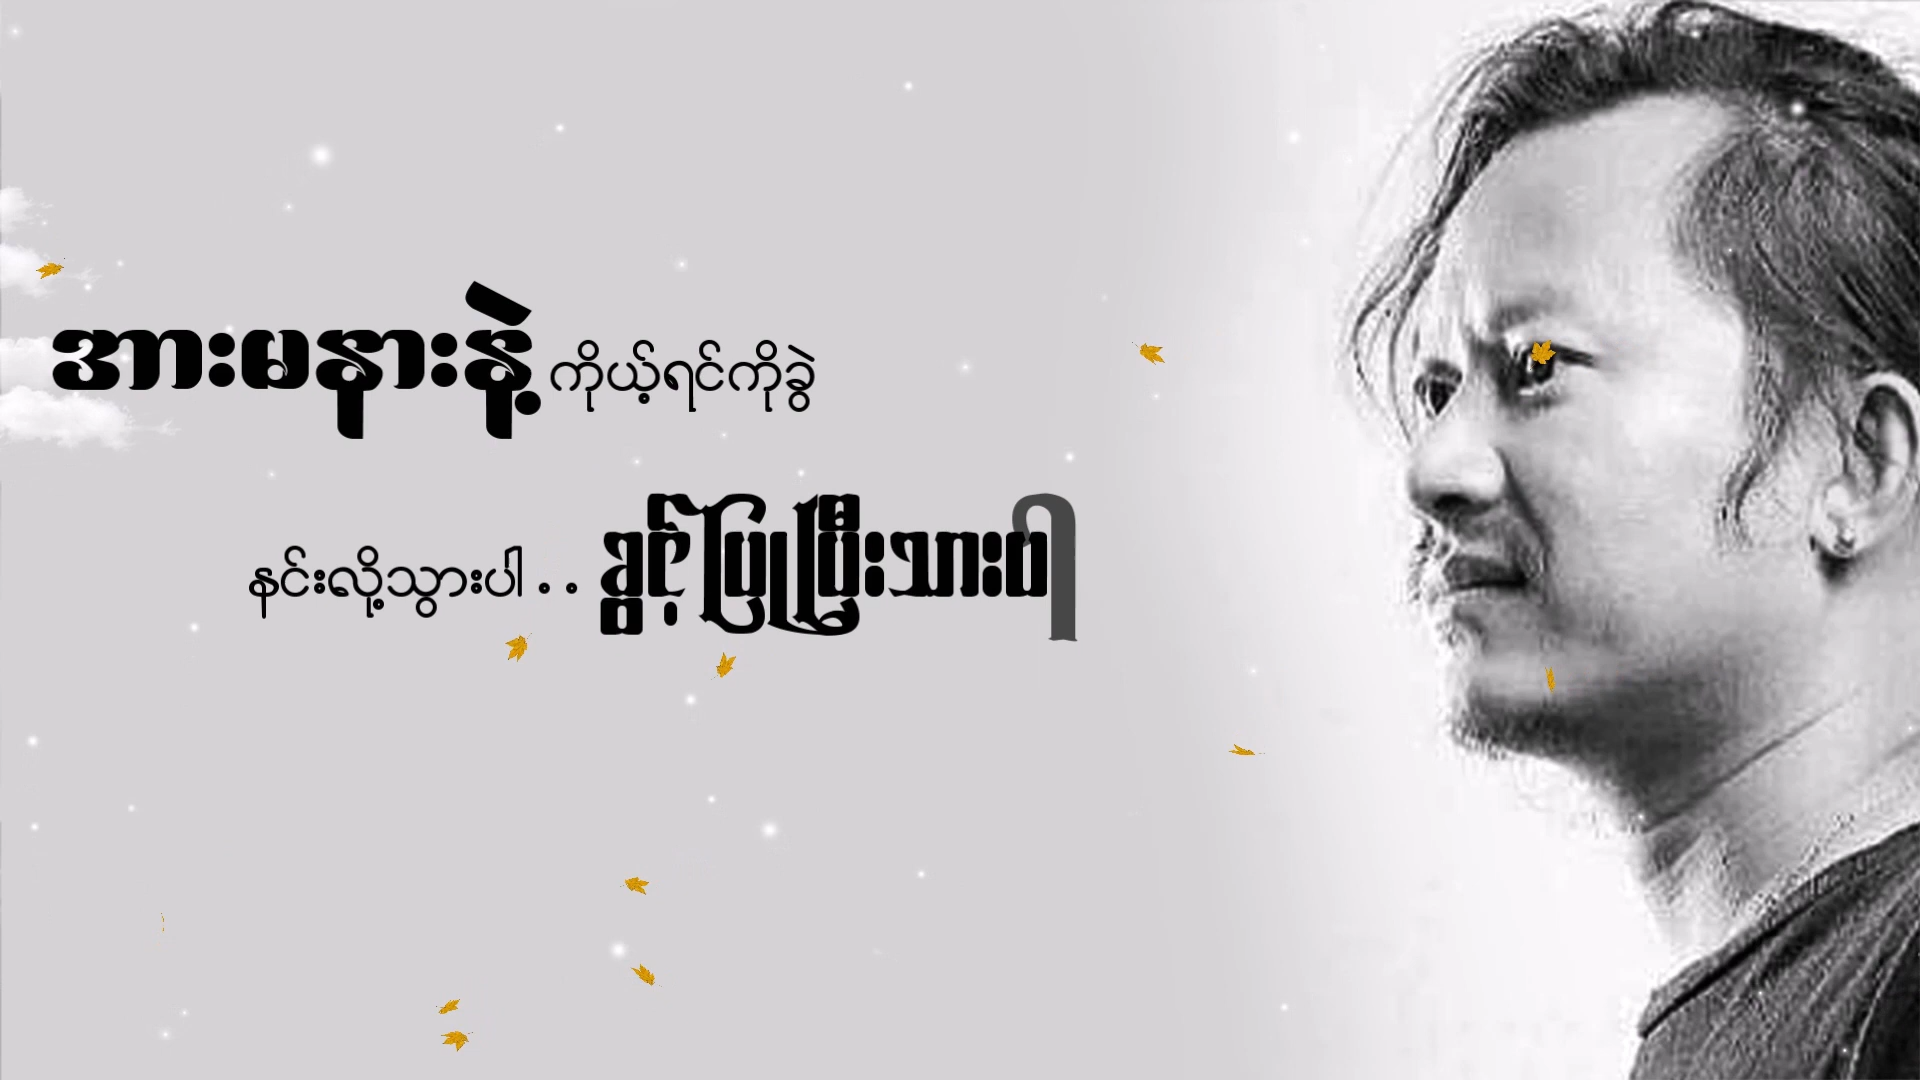 အားမနားနဲ့ ကိုယ့်ရင်ကိုခွဲ
နင်းလို့သွားပါ . . ခွင့်ပြုပြီးသားပါ